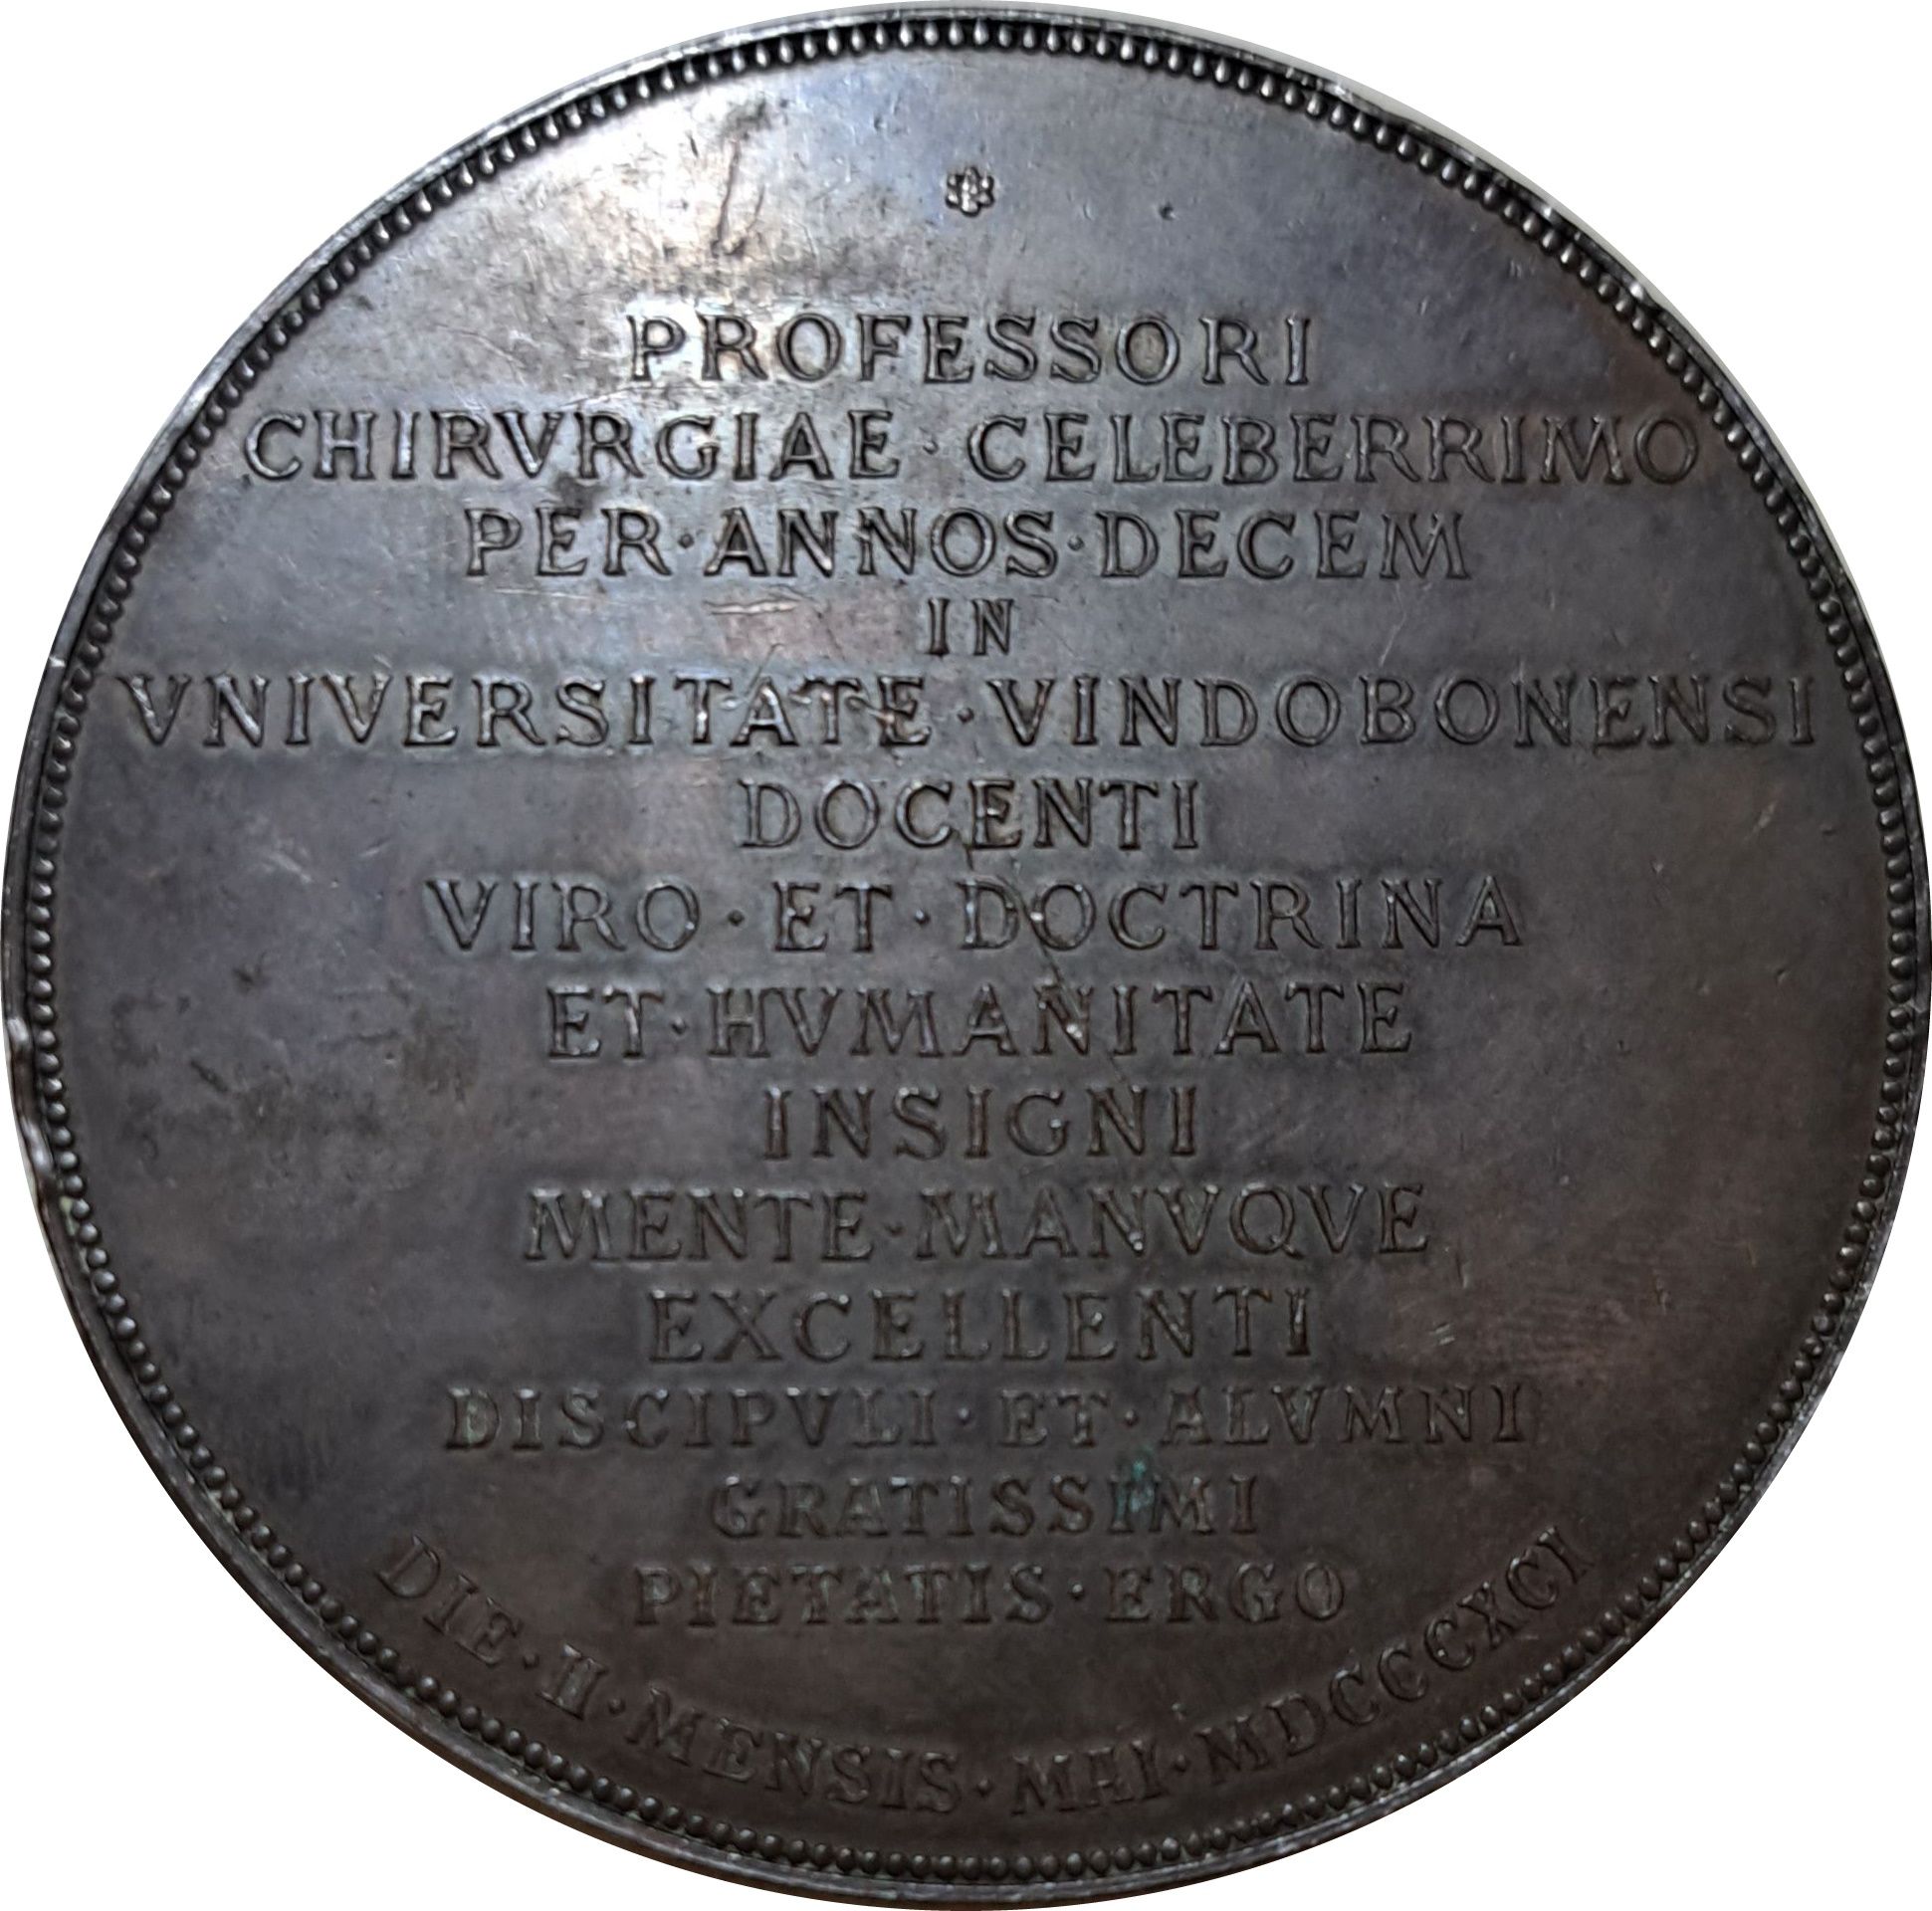 PROFESSORI
CHIRVRGIAE · CELEBERRIMO
PER · ANNOS · DECEM
IN
VNIVERSITATE · VINDOBONENSI
DOCENTI
VIRO · ET · DOCTRINA
ET · HVMANITATE
INSIGNI
MENTE · MANVQVE
EXCELLENTI
DISCIPVLI · ET · ALVMNI
GRATISSIMI
PIETATIS · ERGO
DIE · II · MENSIS · MAI · MDCCCXCI